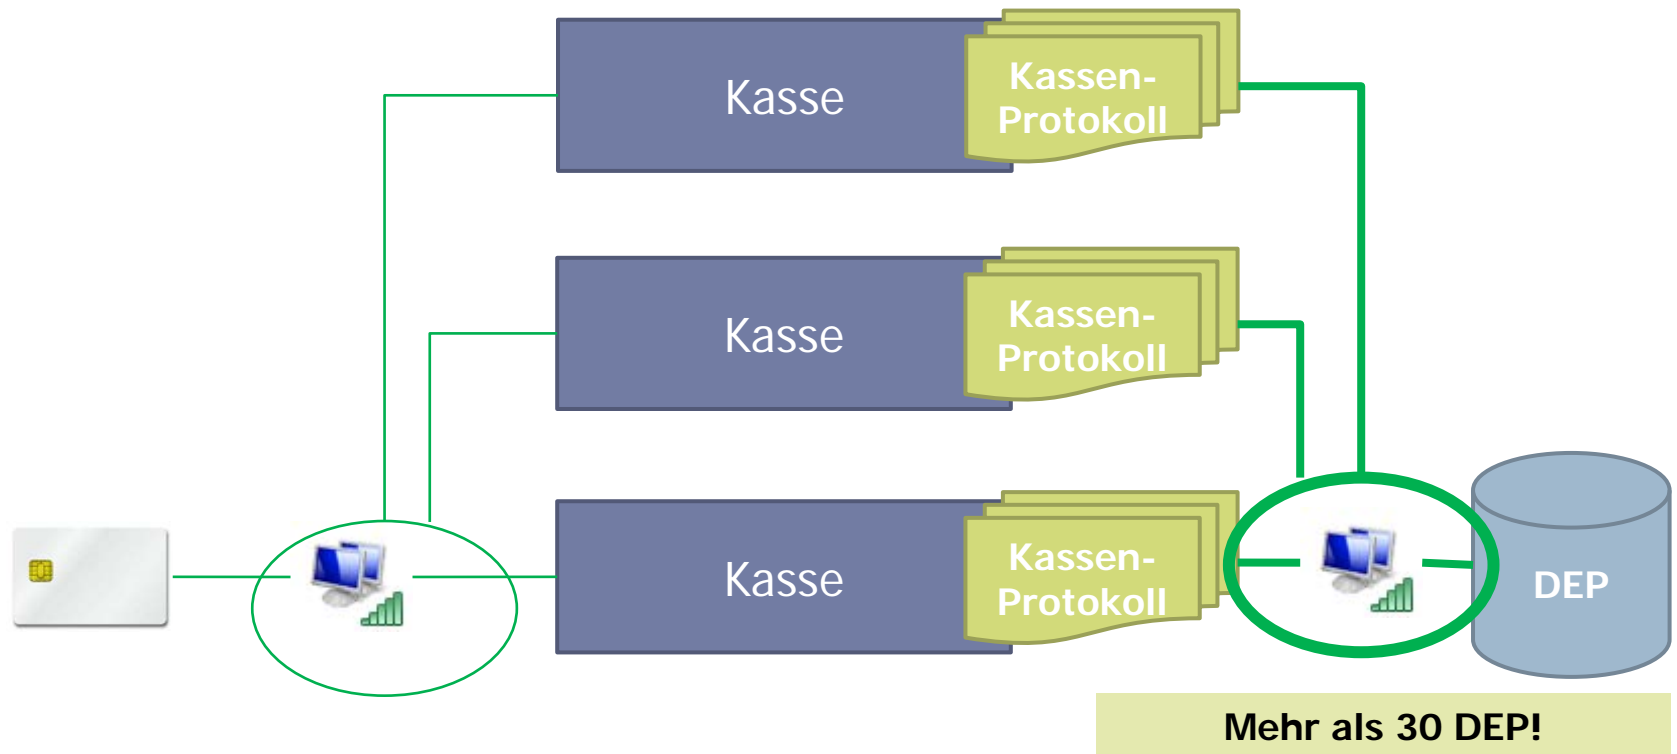 Kasse
Kassen-
Protokoll
Kasse
Kassen-
Protokoll
Kasse
Kassen-
Protokoll
DEP
Mehr als 30 DEP!